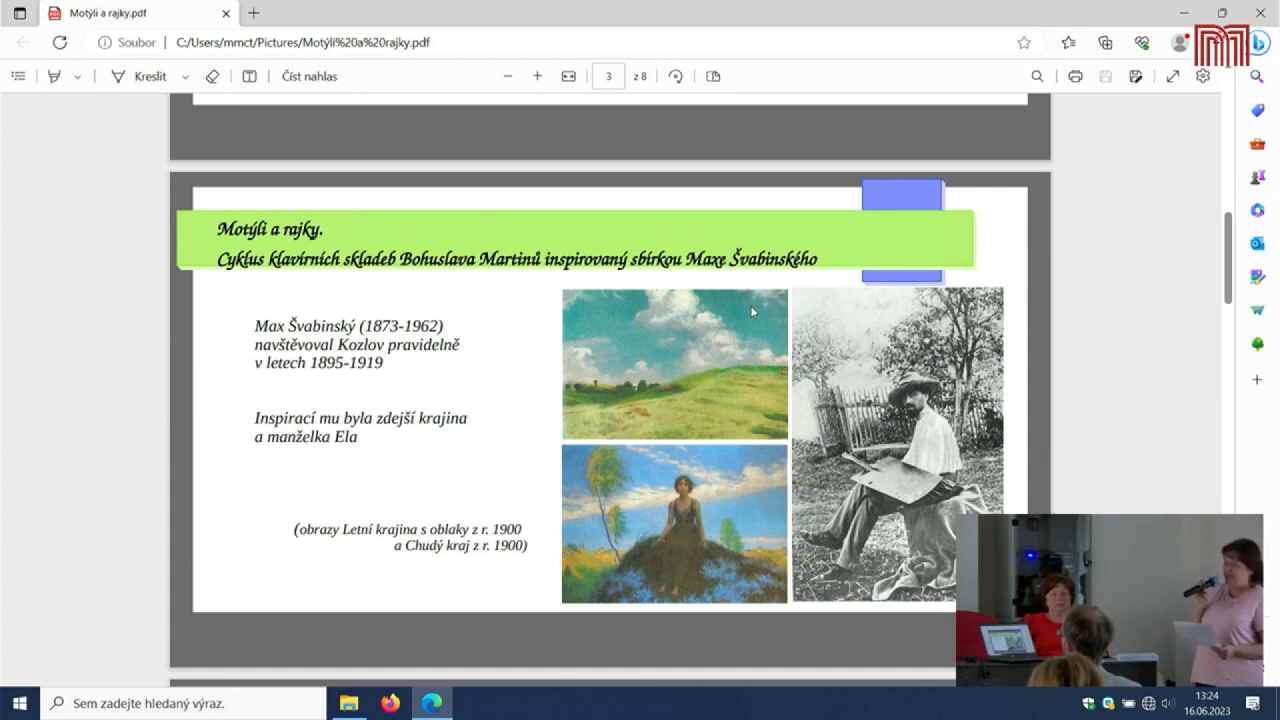 Motýli a rajky.pdf
Soubor
C:/Users/mmct/Pictures/Motýli%20a%20rajky.pdf
Kreslit
Číst nahlas
3
z 8
Motýli a rajky.
Cyklus klavírních skladeb Bohuslava Martinů inspirovaný sbírkou Maxe Švabinského
Max Švabinský (1873-1962)
navštěvoval Kozlov pravidelně
v letech 1895-1919
Inspirací mu byla zdejší krajina
a manželka Ela
(obrazy Letní krajina s oblaky z r. 1900
a Chudý kraj z r. 1900)
Sem zadejte hledaný výraz.
13:24
16.06.2023